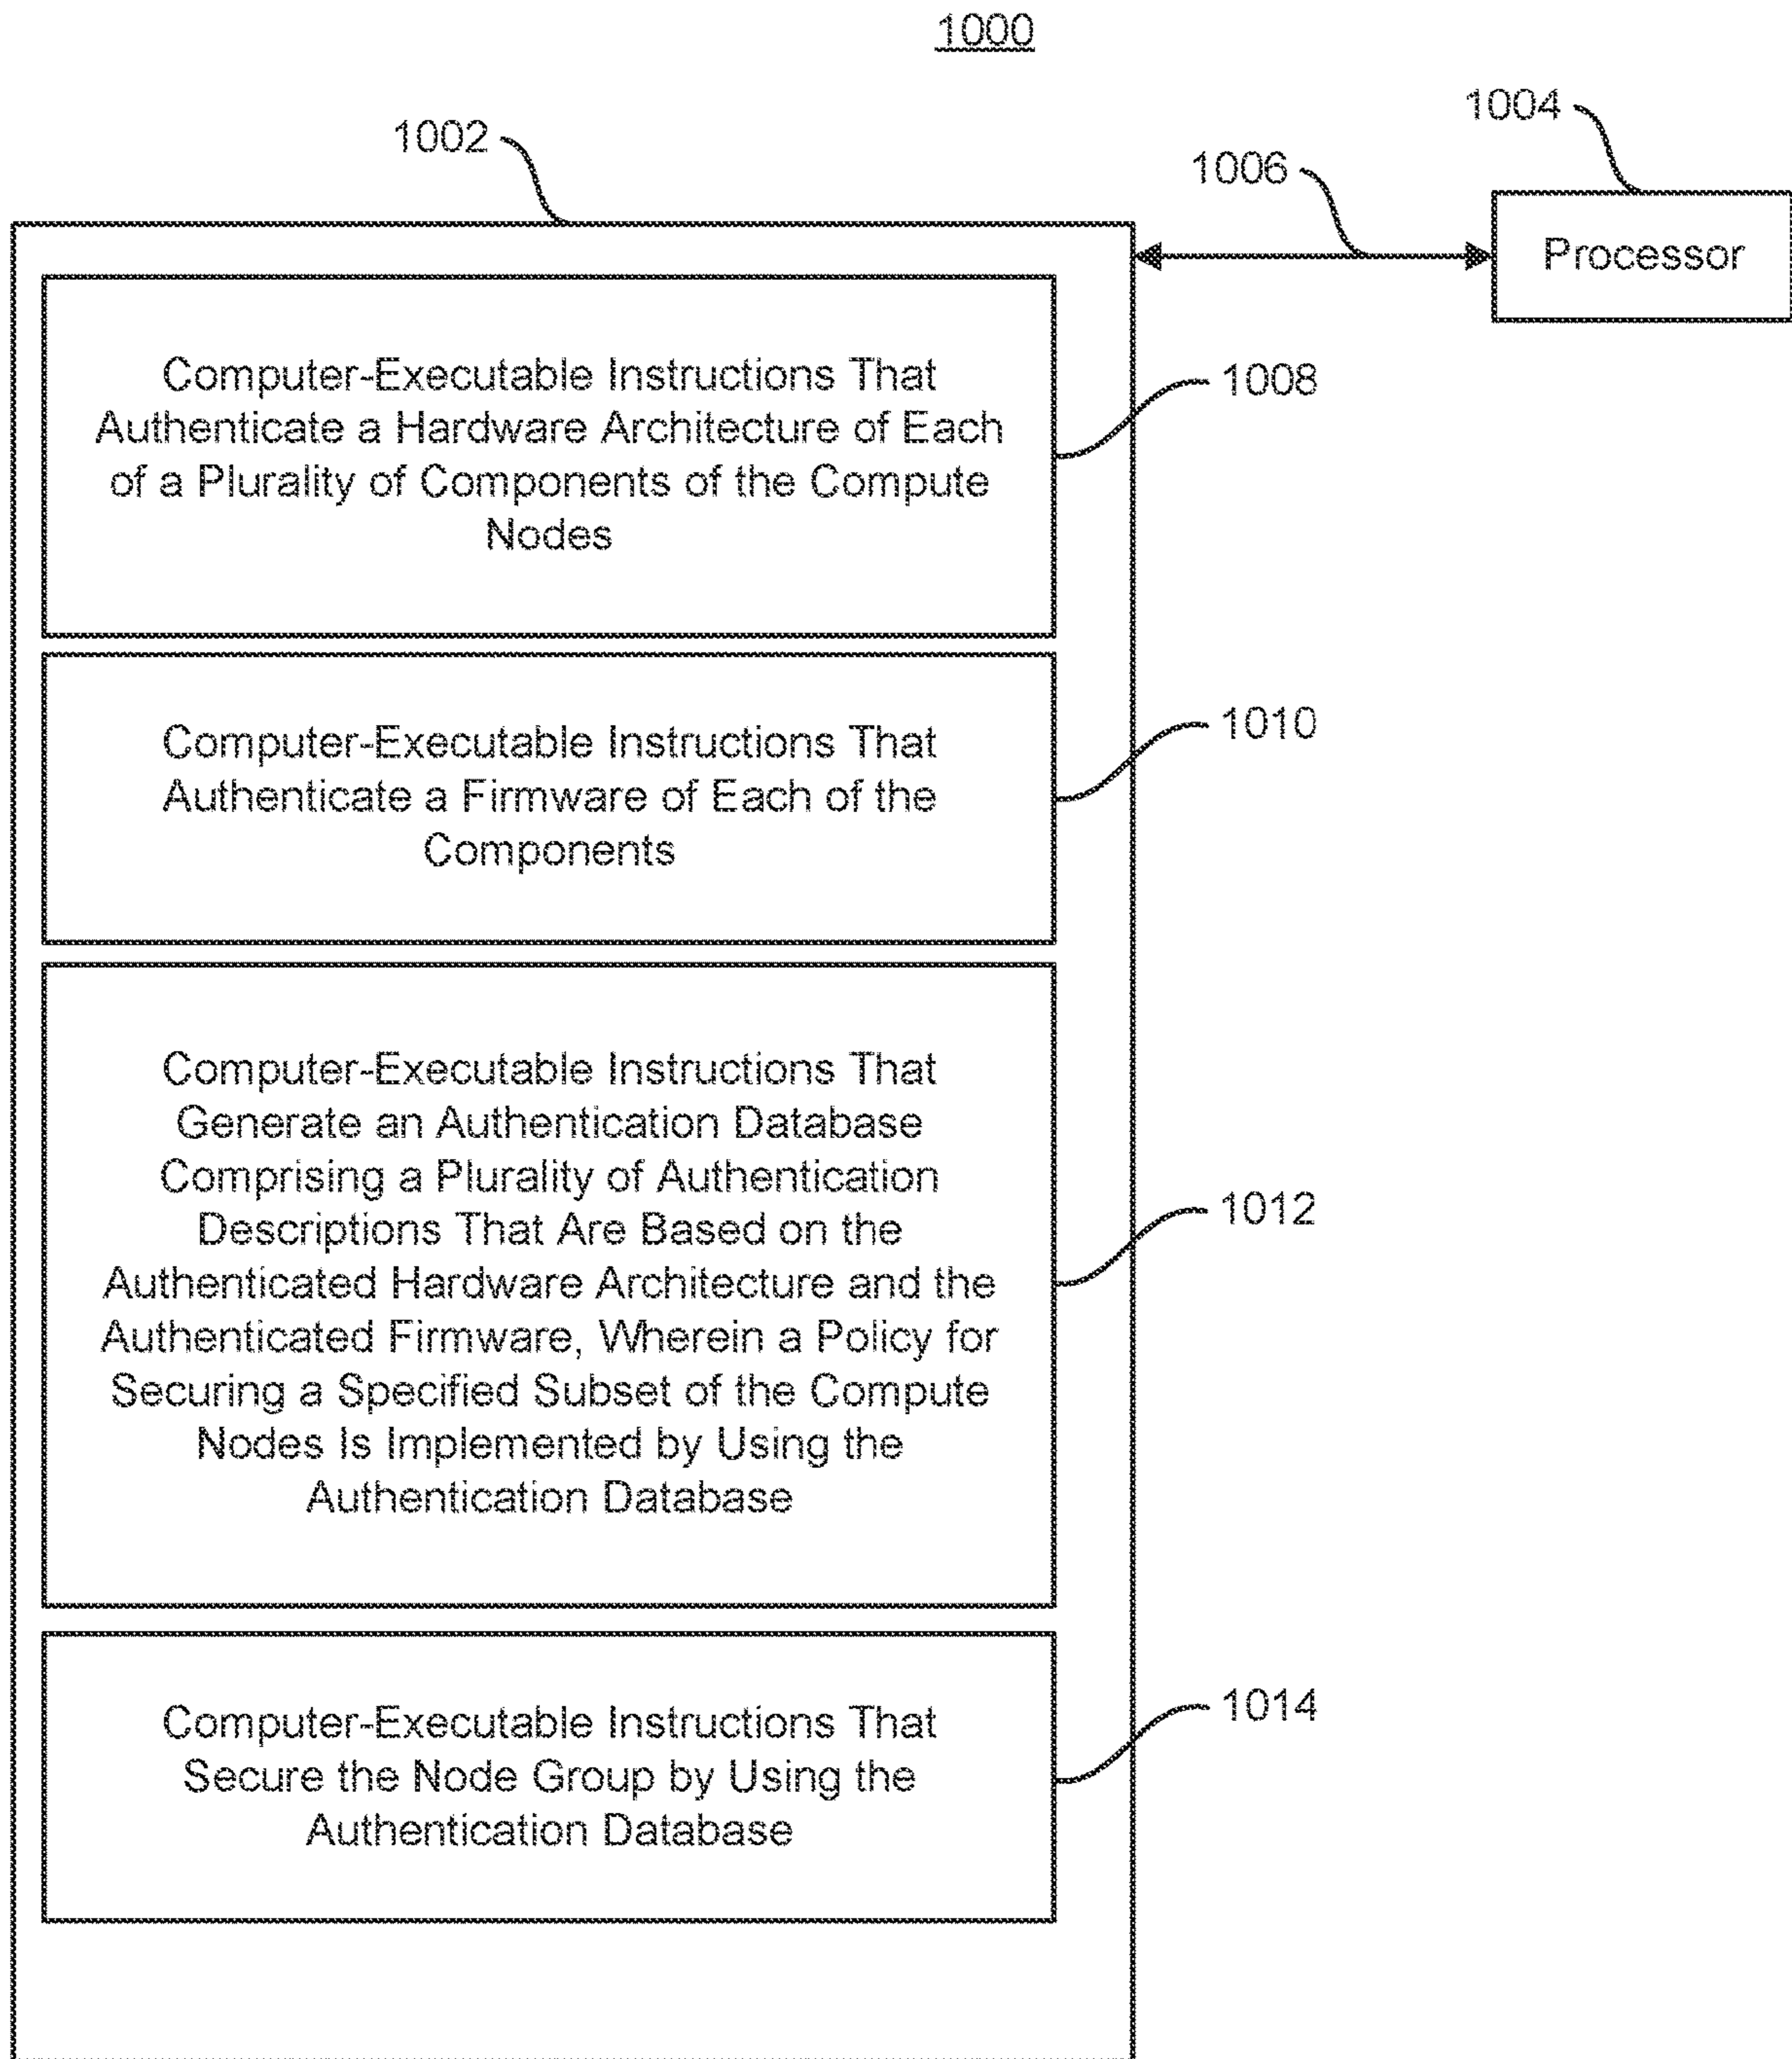 1000
1002
1004
1006
Processor
Computer-Executable Instructions That
Authenticate a Hardware Architecture of Each
of a Plurality of Components of the Compute
Nodes
1008
Computer-Executable Instructions That
Authenticate a Firmware of Each of the
Components
1010
Computer-Executable Instructions That
Generate an Authentication Database
Comprising a Plurality of Authentication
Descriptions That Are Based on the
Authenticated Hardware Architecture and the
Authenticated Firmware, Wherein a Policy for
Securing a Specified Subset of the Compute
Nodes Is Implemented by Using the
Authentication Database
1012
Computer-Executable Instructions That
Secure the Node Group by Using the
Authentication Database
1014